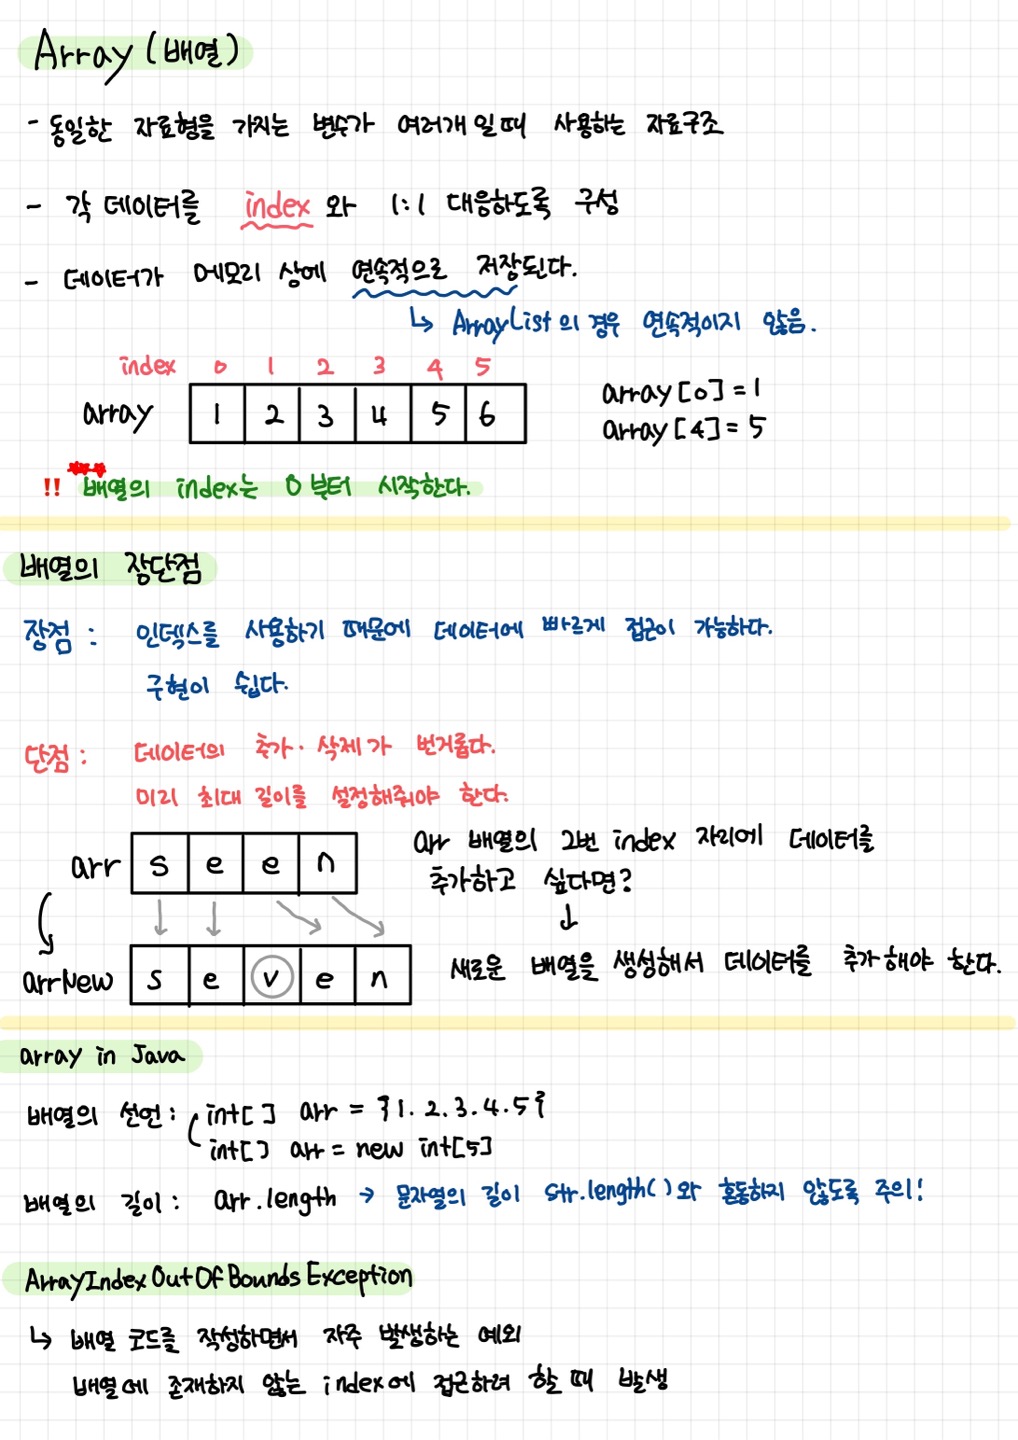 Array (배열)
- 동일한 자료형을 가지는 변수가 여러개일때 사용하는 자료구조
- 각 데이터를 index와 1:1 대응하도록 구성
- 데이터가 메모리 상에 연속적으로 저장된다.
↳ ArrayList의 경우 연속적이지 않음.
index 0 1 2 3 4 5
array 1 2 3 4 5 6
array[0] = 1
array[4] = 5
!! 배열의 index는 0부터 시작한다.
배열의 장단점
장점 : 인덱스를 사용하기 때문에 데이터에 빠르게 접근이 가능하다.
구현이 쉽다.
단점 : 데이터의 추가·삭제가 번거롭다.
미리 최대 길이를 설정해줘야 한다.
arr s e e n
arr 배열의 2번 index 자리에 데이터를
추가하고 싶다면?
↓
arrNew s e v e n
새로운 배열을 생성해서 데이터를 추가해야 한다.
array in Java
배열의 선언 : int[] arr = {1. 2. 3. 4. 5}
int[] arr = new int[5]
배열의 길이 : arr.length → 문자열의 길이 str.length()와 혼동하지 않도록 주의!
ArrayIndexOutOfBoundsException
↳ 배열 코드를 작성하면서 자주 발생하는 예외
배열에 존재하지 않는 index에 접근하려 할 때 발생